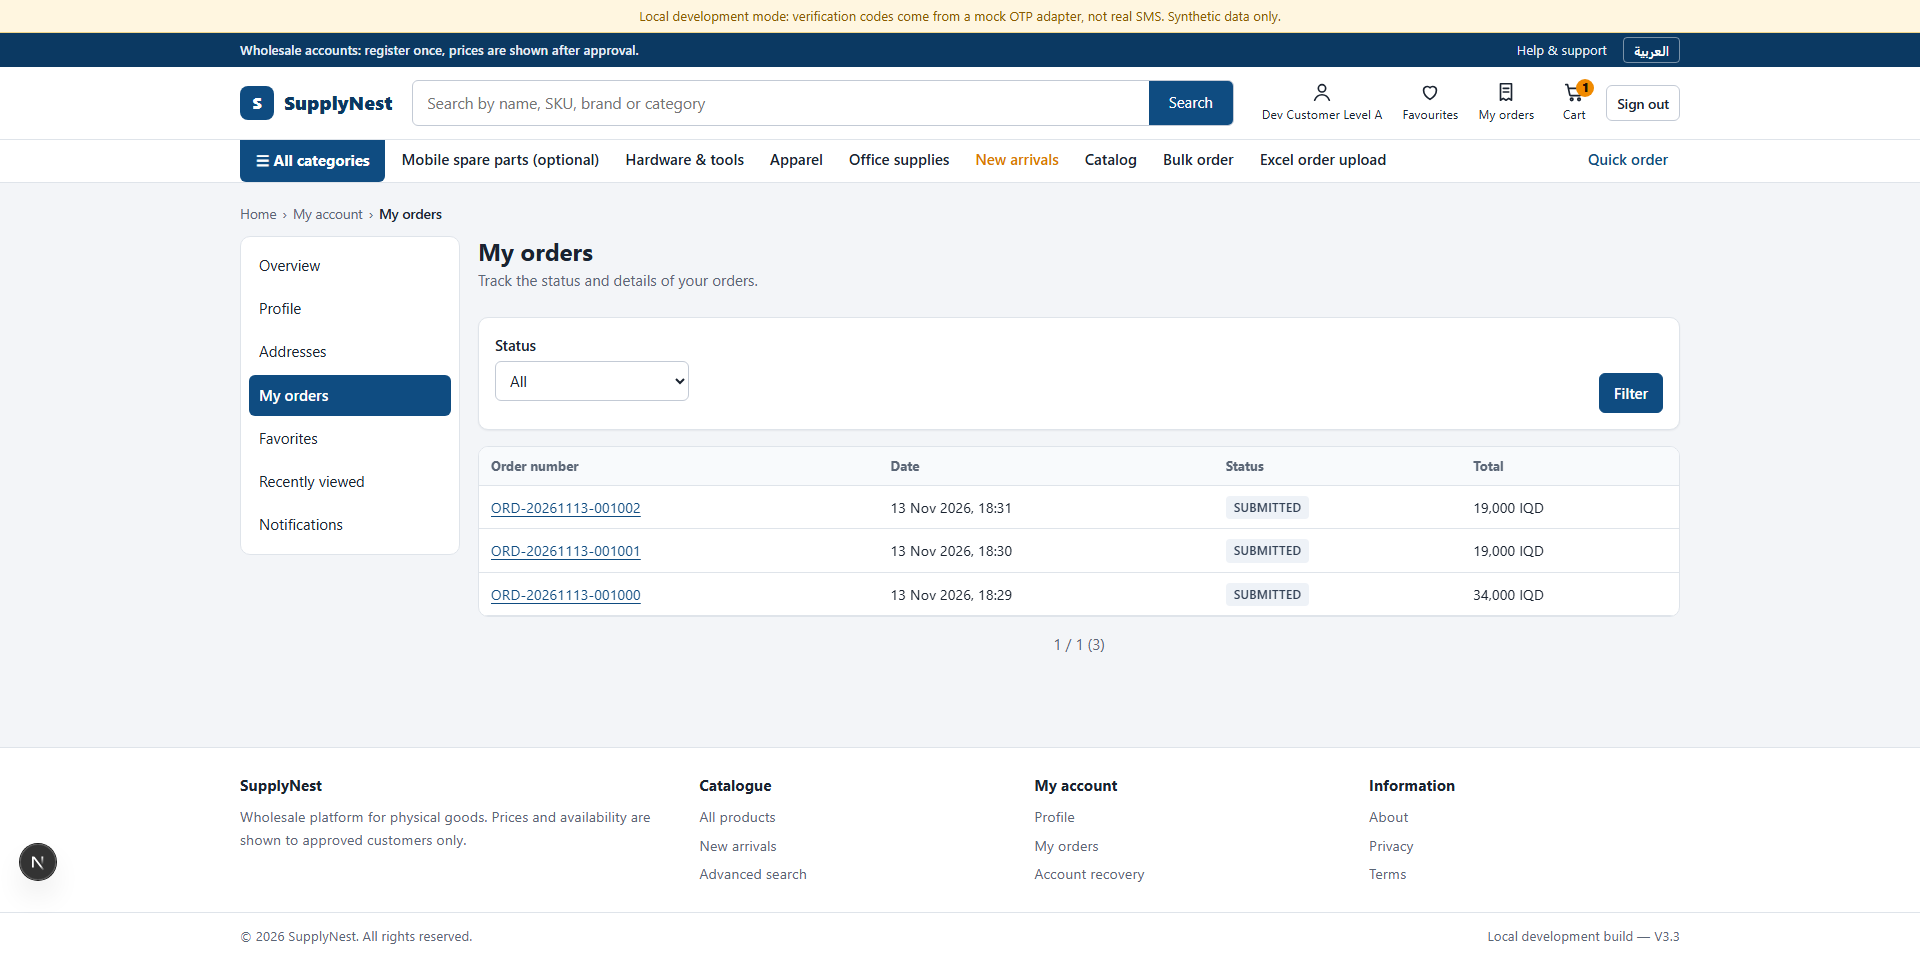 Local development mode: verification codes come from a mock OTP adapter, not real SMS. Synthetic data only.
Wholesale accounts: register once, prices are shown after approval.
Help & support
العربية
S SupplyNest
Search by name, SKU, brand or category
Search
Dev Customer Level A
Favourites
My orders
1
Cart
Sign out
All categories
Mobile spare parts (optional)
Hardware & tools
Apparel
Office supplies
New arrivals
Catalog
Bulk order
Excel order upload
Quick order
Home › My account › My orders
Overview
Profile
Addresses
My orders
Favorites
Recently viewed
Notifications
My orders
Track the status and details of your orders.
Status
All
Filter
Order number Date Status Total
ORD-20261113-001002 13 Nov 2026, 18:31 SUBMITTED 19,000 IQD
ORD-20261113-001001 13 Nov 2026, 18:30 SUBMITTED 19,000 IQD
ORD-20261113-001000 13 Nov 2026, 18:29 SUBMITTED 34,000 IQD
1 / 1 (3)
SupplyNest
Wholesale platform for physical goods. Prices and availability are
shown to approved customers only.
Catalogue
All products
New arrivals
Advanced search
My account
Profile
My orders
Account recovery
Information
About
Privacy
Terms
N
© 2026 SupplyNest. All rights reserved.
Local development build — V3.3